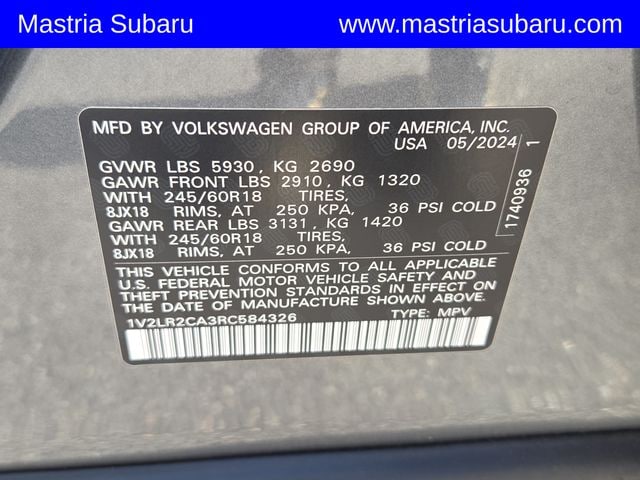 Mastria Subaru www.mastriasubaru.com
MFD BY VOLKSWAGEN GROUP OF AMERICA, INC.
USA 05/2024
GVWR LBS 5930, KG 2690
GAWR FRONT LBS 2910, KG 1320
WITH 245/60R18 TIRES,
8JX18 RIMS, AT 250 KPA, 36 PSI COLD
GAWR REAR LBS 3131, KG 1420
WITH 245/60R18 TIRES,
8JX18 RIMS, AT 250 KPA, 36 PSI COLD
THIS VEHICLE CONFORMS TO ALL APPLICABLE
U.S. FEDERAL MOTOR VEHICLE SAFETY AND
THEFT PREVENTION STANDARDS IN EFFECT ON
THE DATE OF MANUFACTURE SHOWN ABOVE.
1V2LR2CA3RC584326 TYPE: MPV
1740936 1